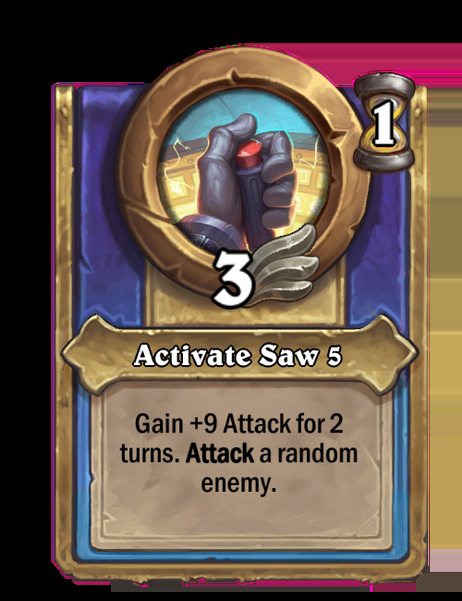 1
3
Activate Saw 5
Gain +9 Attack for 2
turns. Attack a random
enemy.